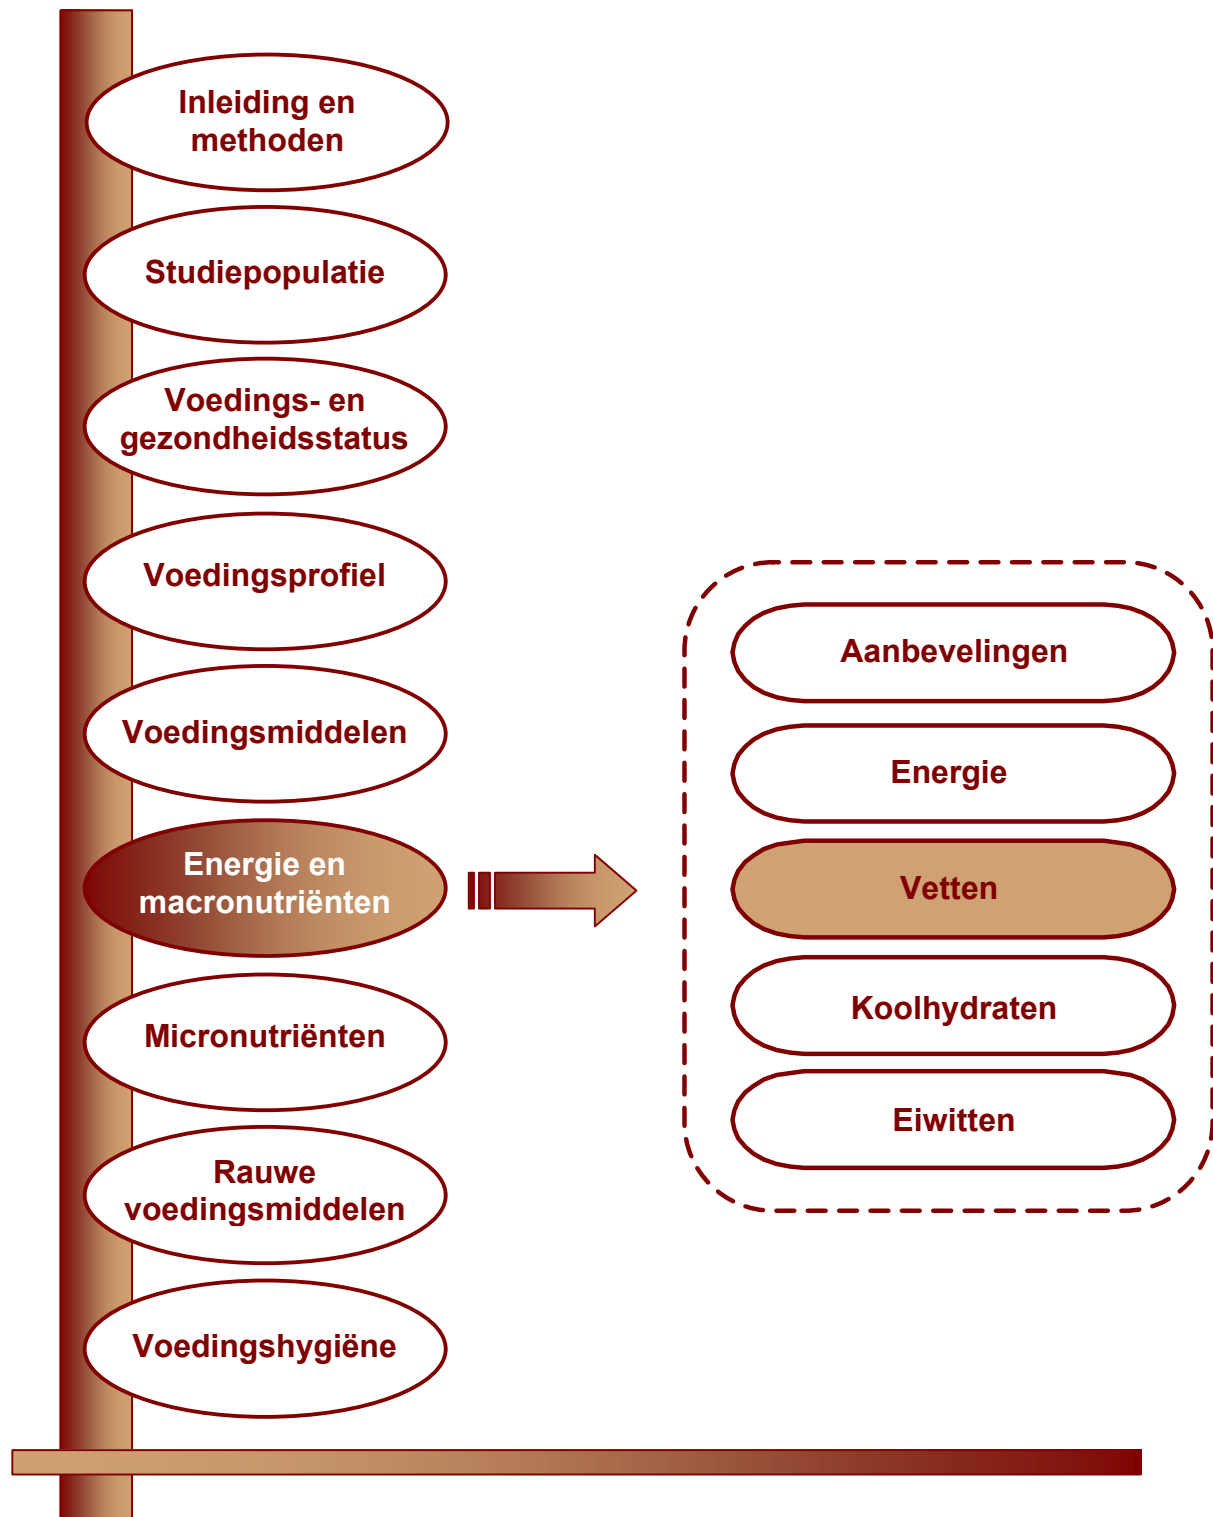 Inleiding en
methoden
Studiepopulatie
Voedings- en
gezondheidsstatus
Voedingsprofiel
Voedingsmiddelen
Energie en
macronutriënten
Micronutriënten
Rauwe
voedingsmiddelen
Voedingshygiëne
Aanbevelingen
Energie
Vetten
Koolhydraten
Eiwitten